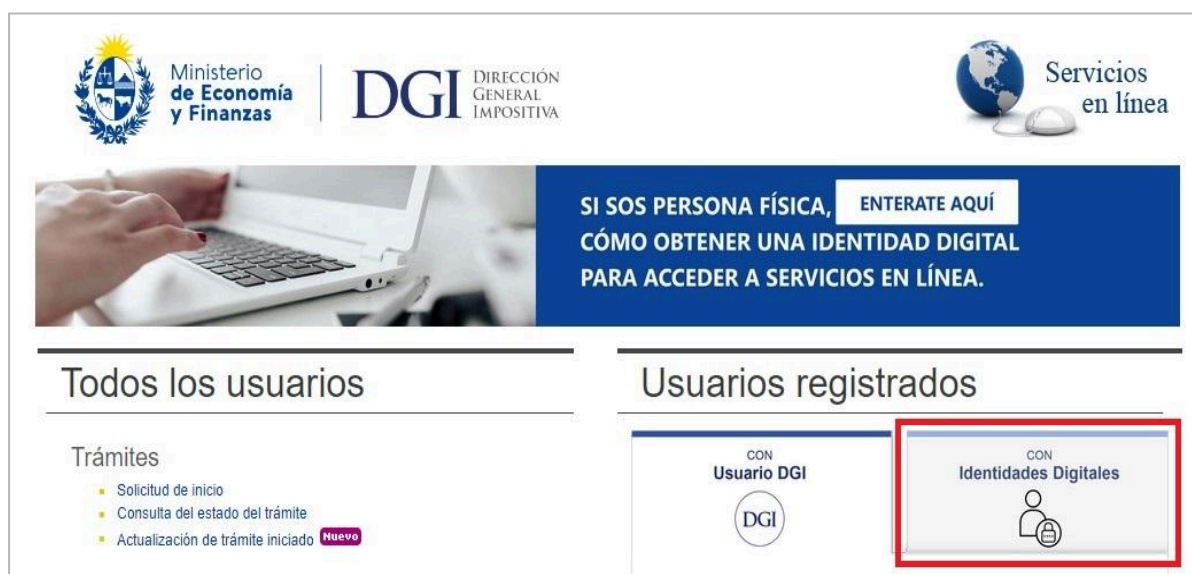 Ministerio
de Economía
y Finanzas
DGI
DIRECCIÓN
GENERAL
IMPOSITIVA
Servicios
en línea
SI SOS PERSONA FÍSICA, ENTERATE AQUÍ
CÓMO OBTENER UNA IDENTIDAD DIGITAL
PARA ACCEDER A SERVICIOS EN LÍNEA.
Todos los usuarios
Trámites
Solicitud de inicio
Consulta del estado del trámite
Actualización de trámite iniciado Nuevo
Usuarios registrados
CON
Usuario DGI
DGI
CON
Identidades Digitales